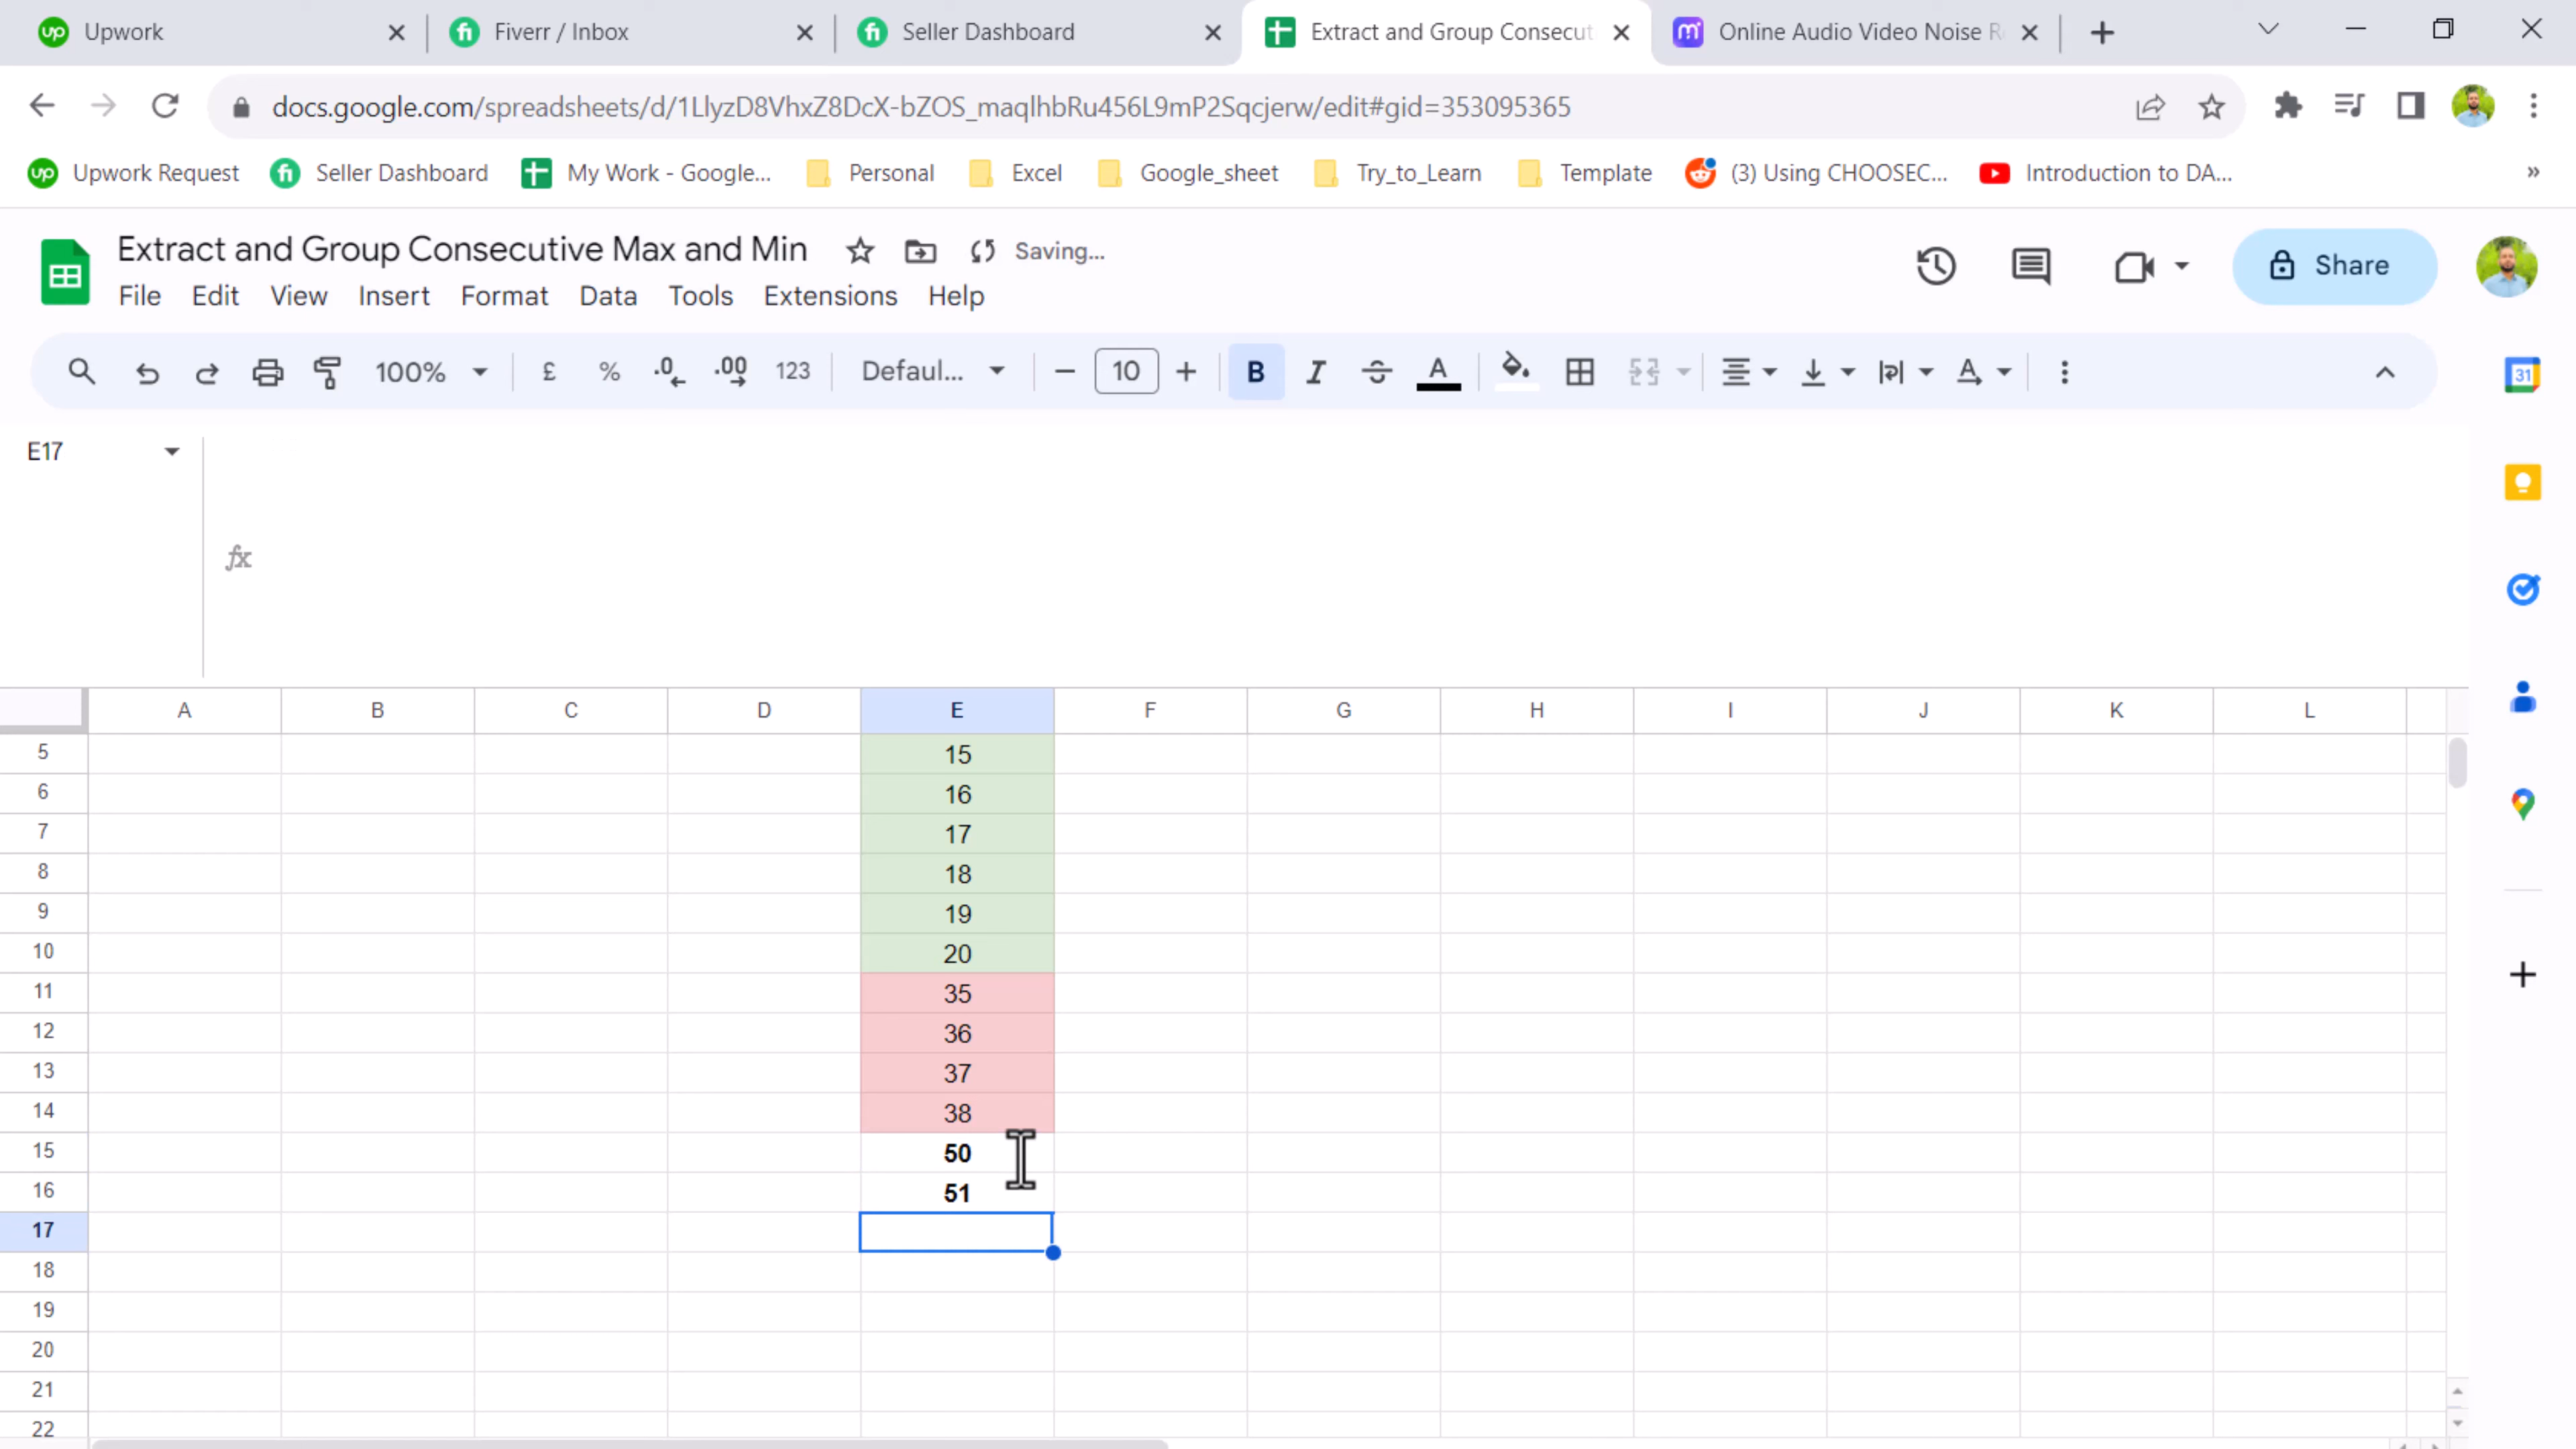 Upwork
Fiverr / Inbox
Seller Dashboard
Extract and Group Consecut
Online Audio Video Noise R
docs.google.com/spreadsheets/d/1LlyzD8VhxZ8DcX-bZOS_maqlhbRu456L9mP2Sqcjerw/edit#gid=353095365
Upwork Request
Seller Dashboard
My Work - Google...
Personal
Excel
Google_sheet
Try_to_Learn
Template
(3) Using CHOOSEC...
Introduction to DA...
»
Extract and Group Consecutive Max and Min
Saving...
File Edit View Insert Format Data Tools Extensions Help
Share
100% £ % .0 .00 123 Defaul... 10 B I A
31
E17
fx
A B C D E F G H I J K L
5 15
6 16
7 17
8 18
9 19
10 20
11 35
12 36
13 37
14 38
15 50
16 51
17
18
19
20
21
22